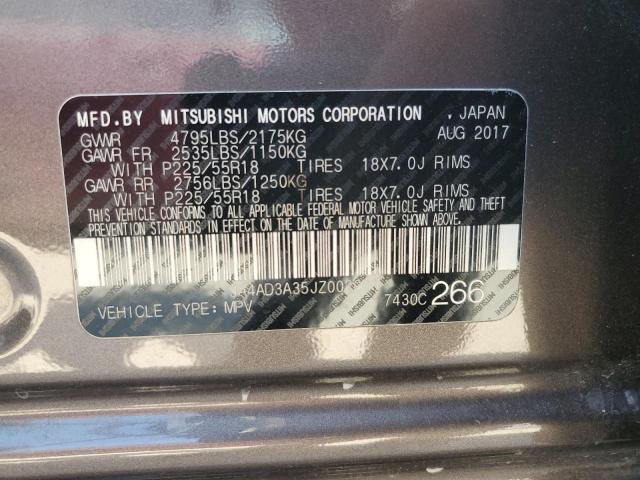 MFD.BY MITSUBISHI MOTORS CORPORATION , JAPAN
GVWR 4795LBS/2175KG AUG 2017
GAWR FR 2535LBS/1150KG
WITH P225/55R18 TIRES 18X7.0J RIMS
GAWR RR 2756LBS/1250KG
WITH P225/55R18 TIRES 18X7.0J RIMS
THIS VEHICLE CONFORMS TO ALL APPLICABLE FEDERAL MOTOR VEHICLE SAFETY AND THEFT
PREVENTION STANDARDS IN EFFECT ON THE DATE OF MANUFACTURE SHOWN ABOVE.
4AD3A35JZ00 7430C 266
VEHICLE TYPE: MPV